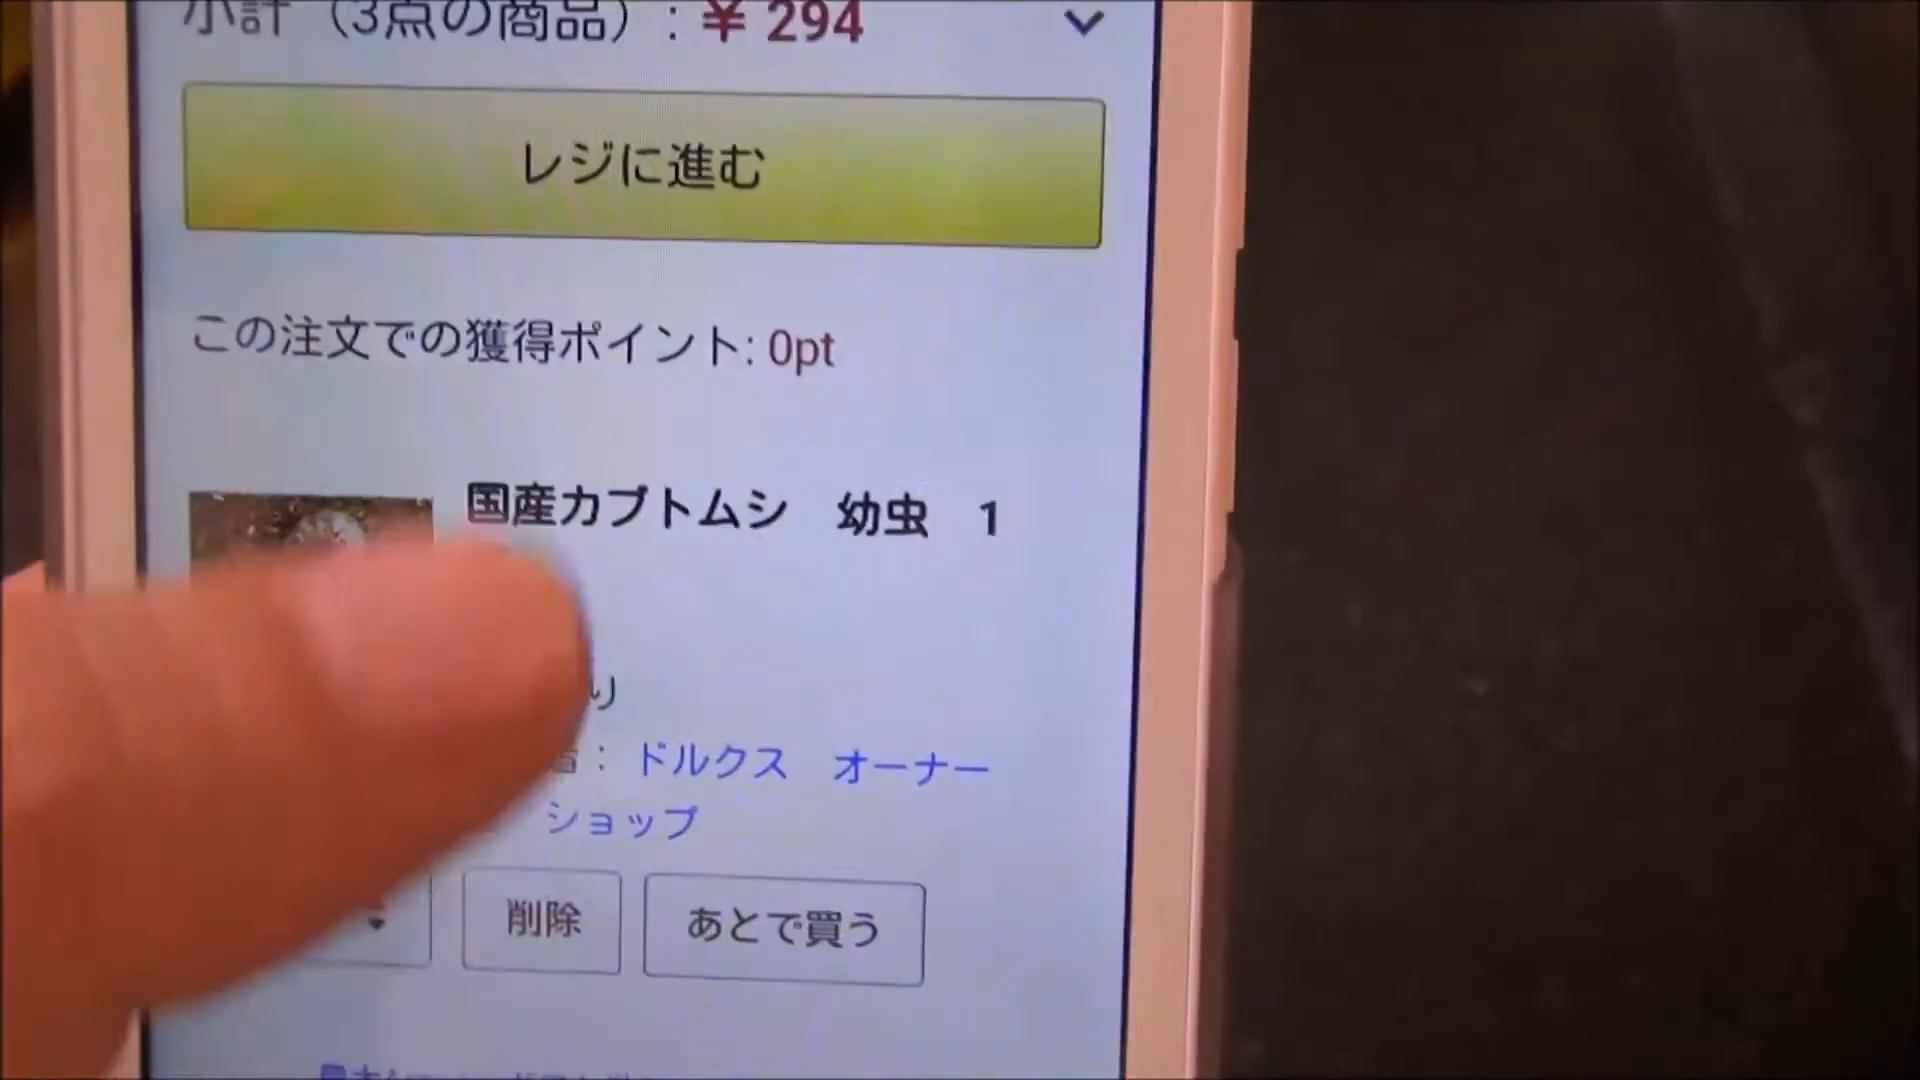 小計（3点の商品）: ¥ 294
レジに進む
この注文での獲得ポイント: 0pt
国産カブトムシ　幼虫　1
り
： ドルクス　オーナー
ショップ
削除
あとで買う